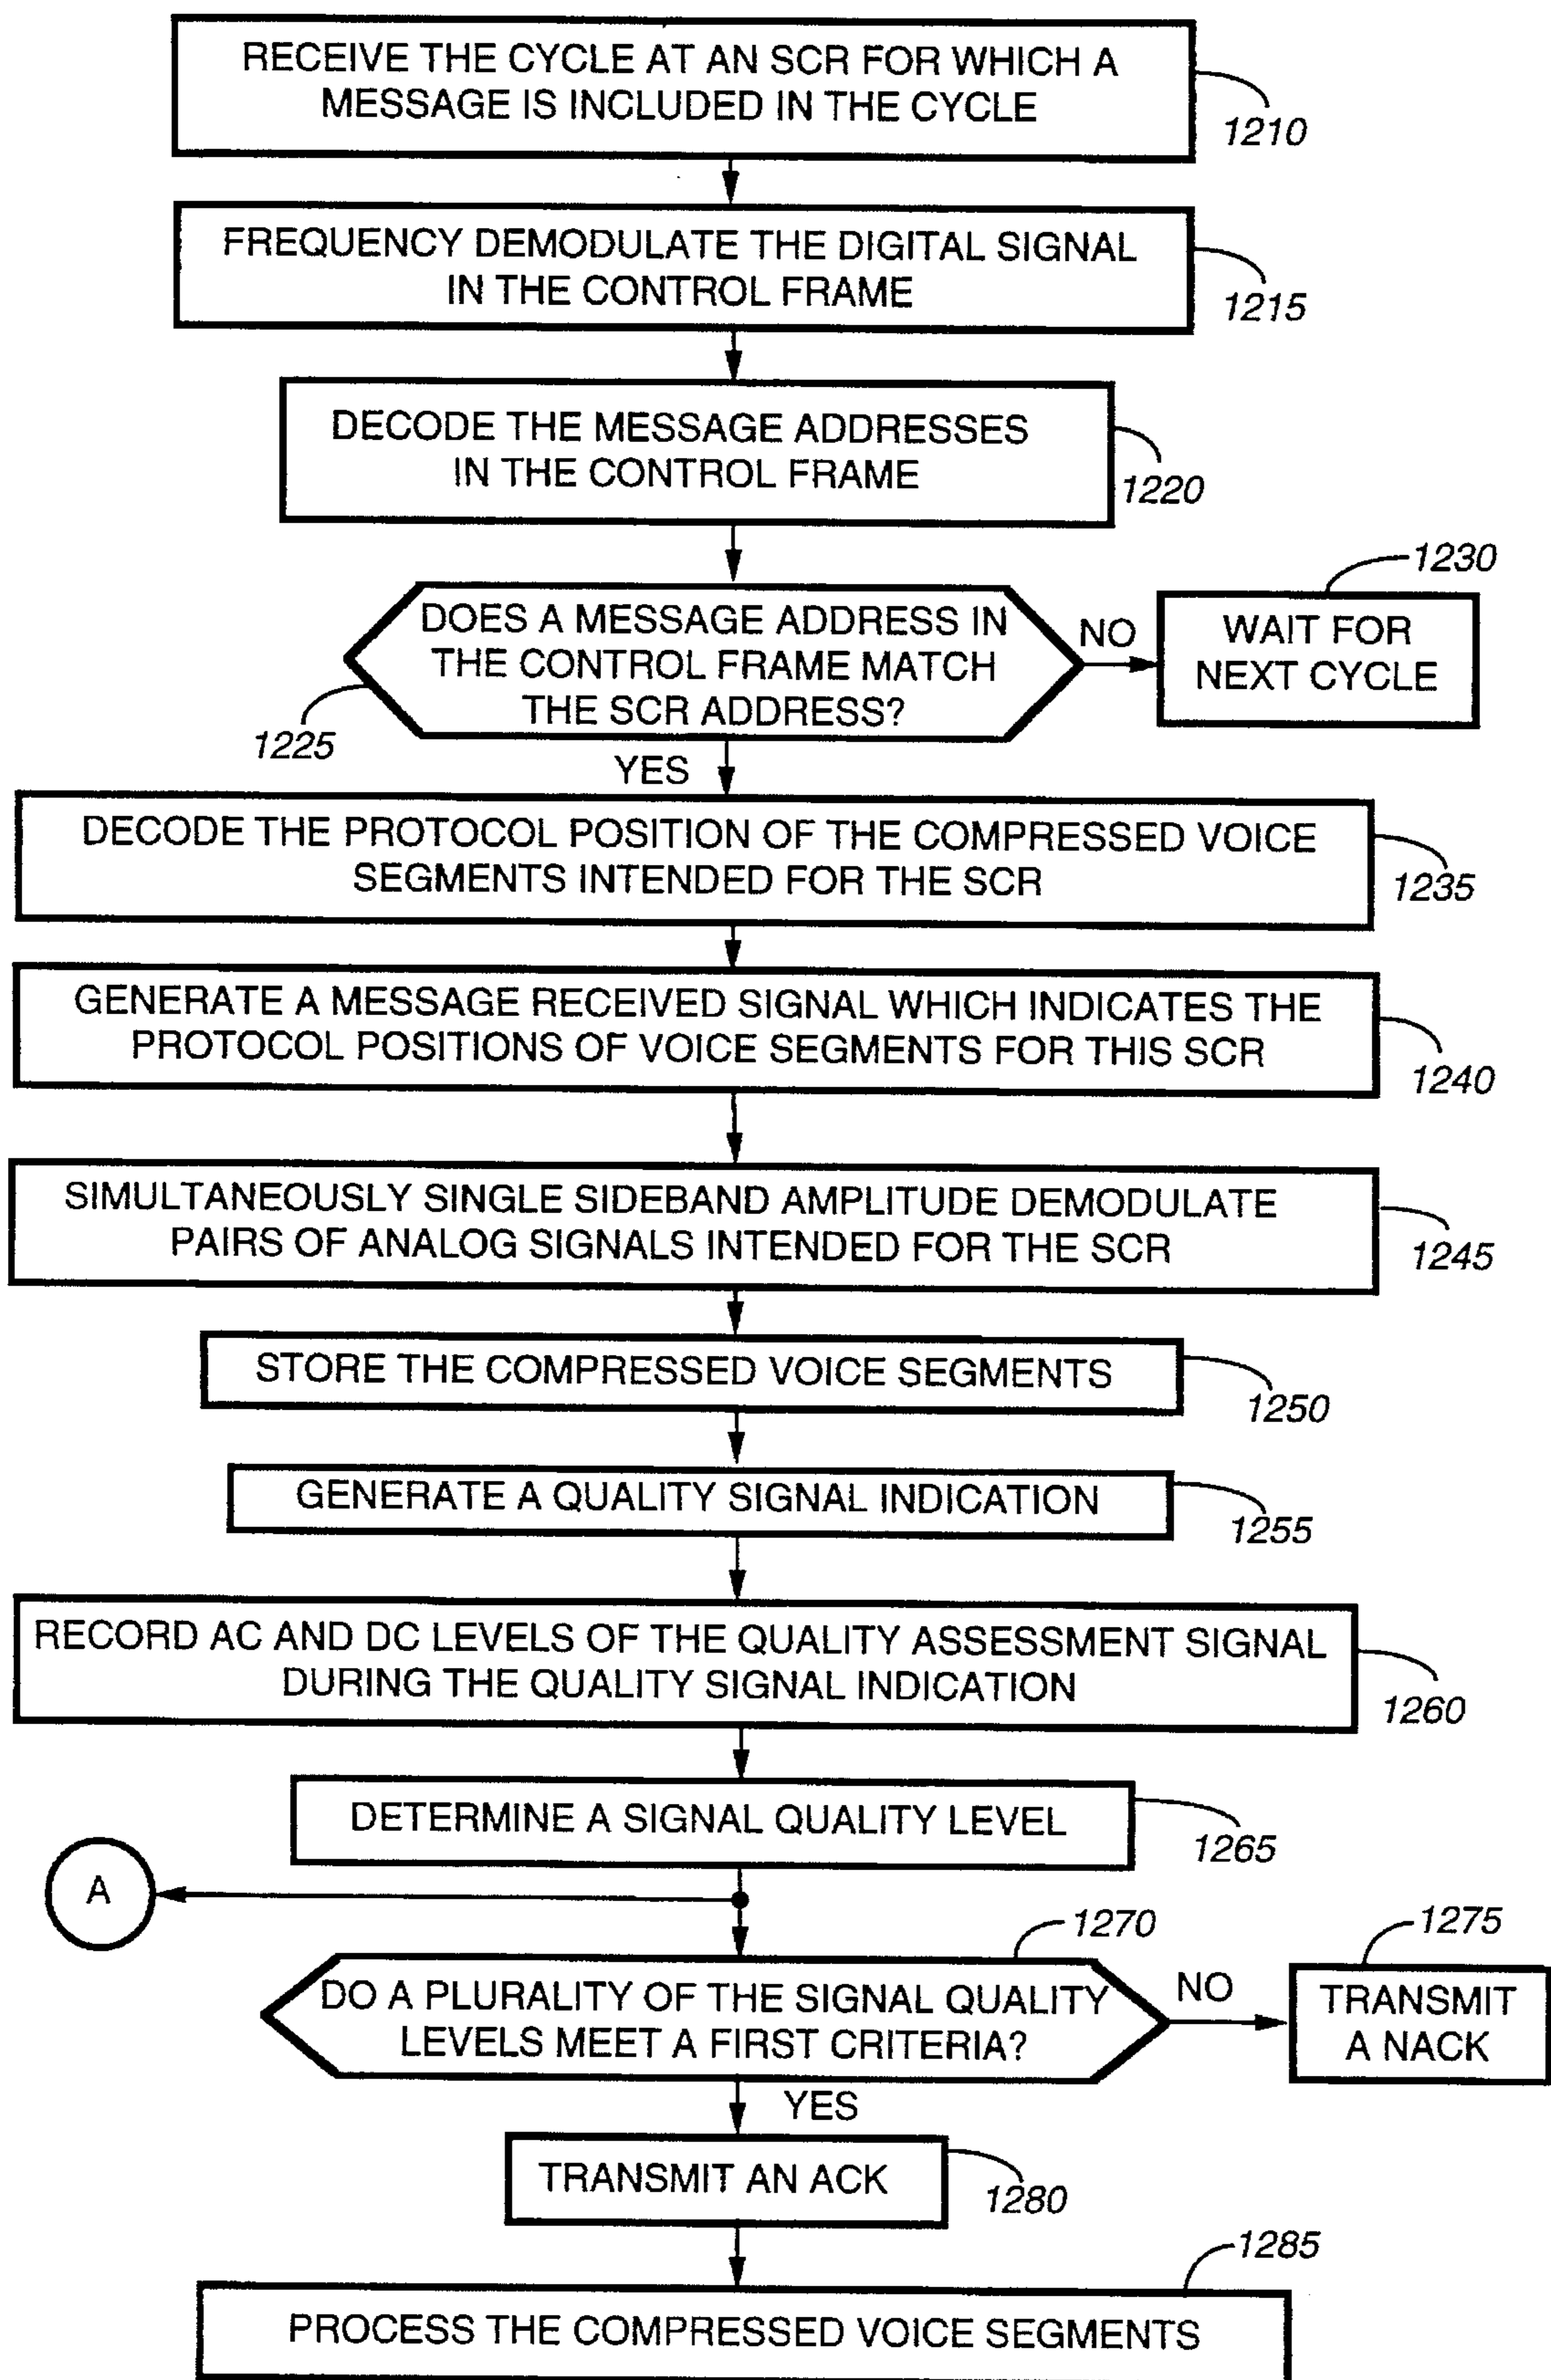 RECEIVE THE CYCLE AT AN SCR FOR WHICH A
MESSAGE IS INCLUDED IN THE CYCLE
1210
FREQUENCY DEMODULATE THE DIGITAL SIGNAL
IN THE CONTROL FRAME
1215
DECODE THE MESSAGE ADDRESSES
IN THE CONTROL FRAME
1220
DOES A MESSAGE ADDRESS IN
THE CONTROL FRAME MATCH
THE SCR ADDRESS?
1225
NO
1230
WAIT FOR
NEXT CYCLE
YES
DECODE THE PROTOCOL POSITION OF THE COMPRESSED VOICE
SEGMENTS INTENDED FOR THE SCR
1235
GENERATE A MESSAGE RECEIVED SIGNAL WHICH INDICATES THE
PROTOCOL POSITIONS OF VOICE SEGMENTS FOR THIS SCR
1240
SIMULTANEOUSLY SINGLE SIDEBAND AMPLITUDE DEMODULATE
PAIRS OF ANALOG SIGNALS INTENDED FOR THE SCR
1245
STORE THE COMPRESSED VOICE SEGMENTS
1250
GENERATE A QUALITY SIGNAL INDICATION
1255
RECORD AC AND DC LEVELS OF THE QUALITY ASSESSMENT SIGNAL
DURING THE QUALITY SIGNAL INDICATION
1260
DETERMINE A SIGNAL QUALITY LEVEL
1265
A
1270
DO A PLURALITY OF THE SIGNAL QUALITY
LEVELS MEET A FIRST CRITERIA?
NO
1275
TRANSMIT
A NACK
YES
TRANSMIT AN ACK
1280
1285
PROCESS THE COMPRESSED VOICE SEGMENTS